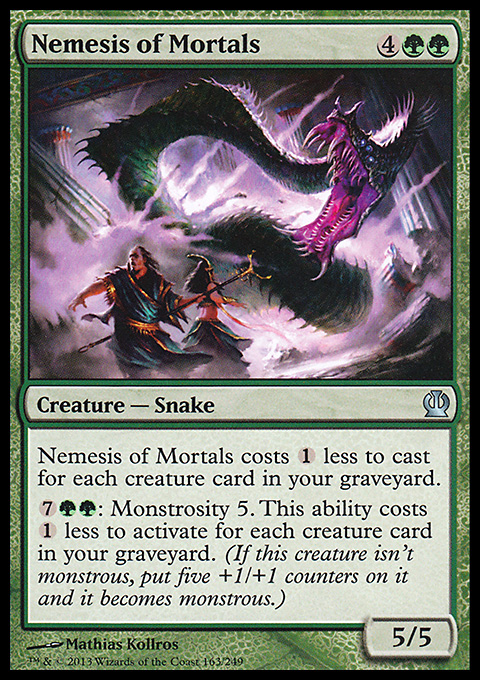 Nemesis of Mortals 4
Creature — Snake
Nemesis of Mortals costs 1 less to cast
for each creature card in your graveyard.
7: Monstrosity 5. This ability costs
1 less to activate for each creature card
in your graveyard. (If this creature isn't
monstrous, put five +1/+1 counters on it
and it becomes monstrous.)
Mathias Kollros
5/5
™ & © 2013 Wizards of the Coast 163/249